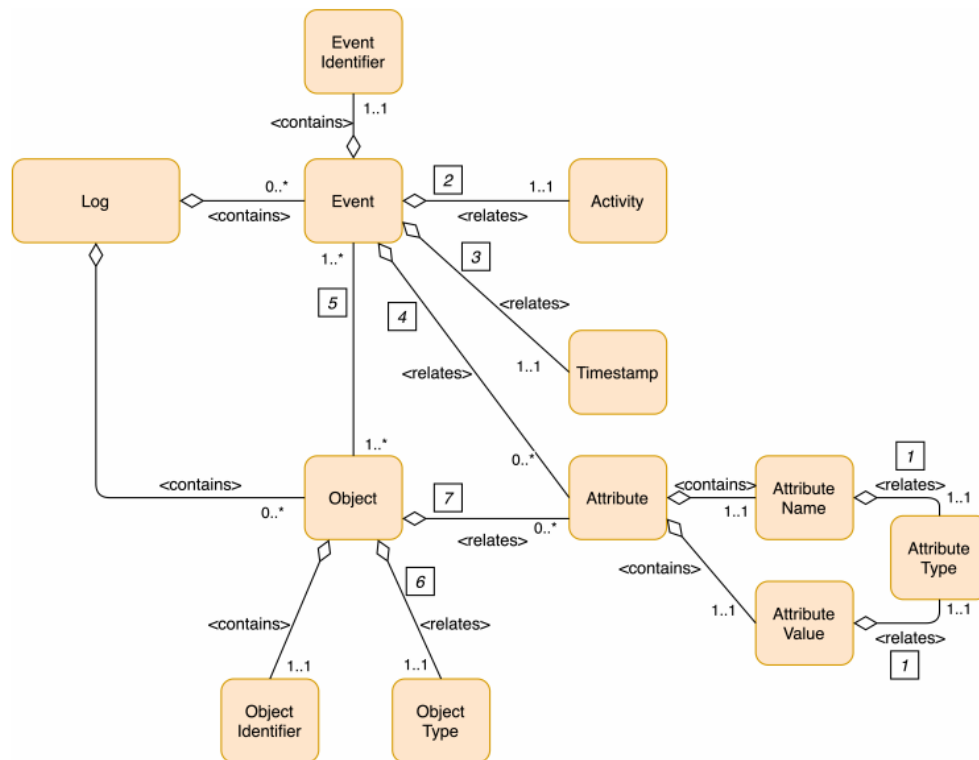 Event
Identifier
1..1
<contains>
Log
0..*
<contains>
Event
2
1..1
<relates>
Activity
3
<relates>
1..1
Timestamp
1..*
5
4
<relates>
1..*
0..*
<contains>
0..*
Object
7
0..*
<relates>
Attribute
<contains>
1..1
Attribute
Name
1
<relates>
1..1
Attribute
Type
1..1
<contains>
1..1
Attribute
Value
<relates>
1
6
<contains>
<relates>
1..1
1..1
Object
Identifier
Object
Type